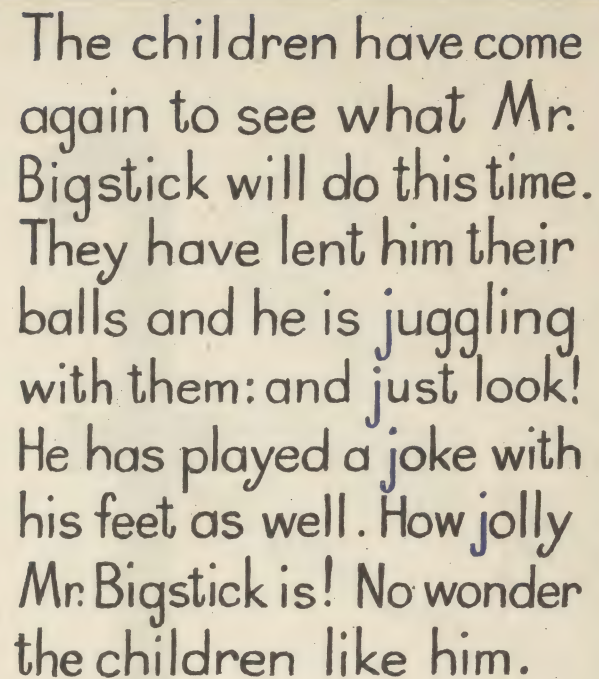 The children have come
again to see what Mr.
Bigstick will do this time.
They have lent him their
balls and he is juggling
with them: and just look!
He has played a joke with
his feet as well. How jolly
Mr. Bigstick is! No wonder
the children like him.